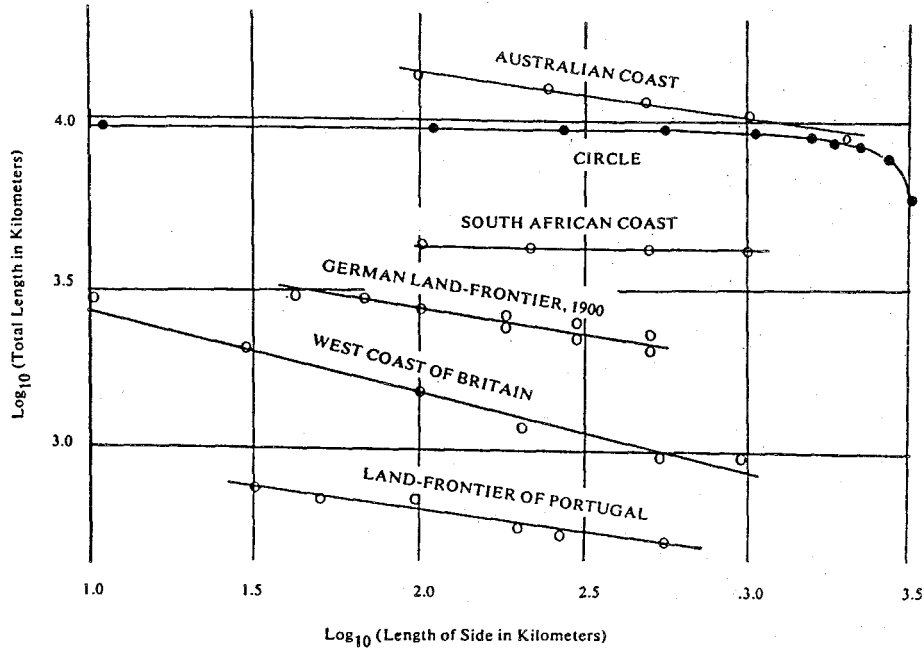 AUSTRALIAN COAST
4.0
CIRCLE
SOUTH AFRICAN COAST
3.5
GERMAN LAND-FRONTIER, 1900
WEST COAST OF BRITAIN
3.0
LAND-FRONTIER OF PORTUGAL
Log10 (Total Length in Kilometers)
1.0 1.5 2.0 2.5 .3.0 3.5
Log10 (Length of Side in Kilometers)